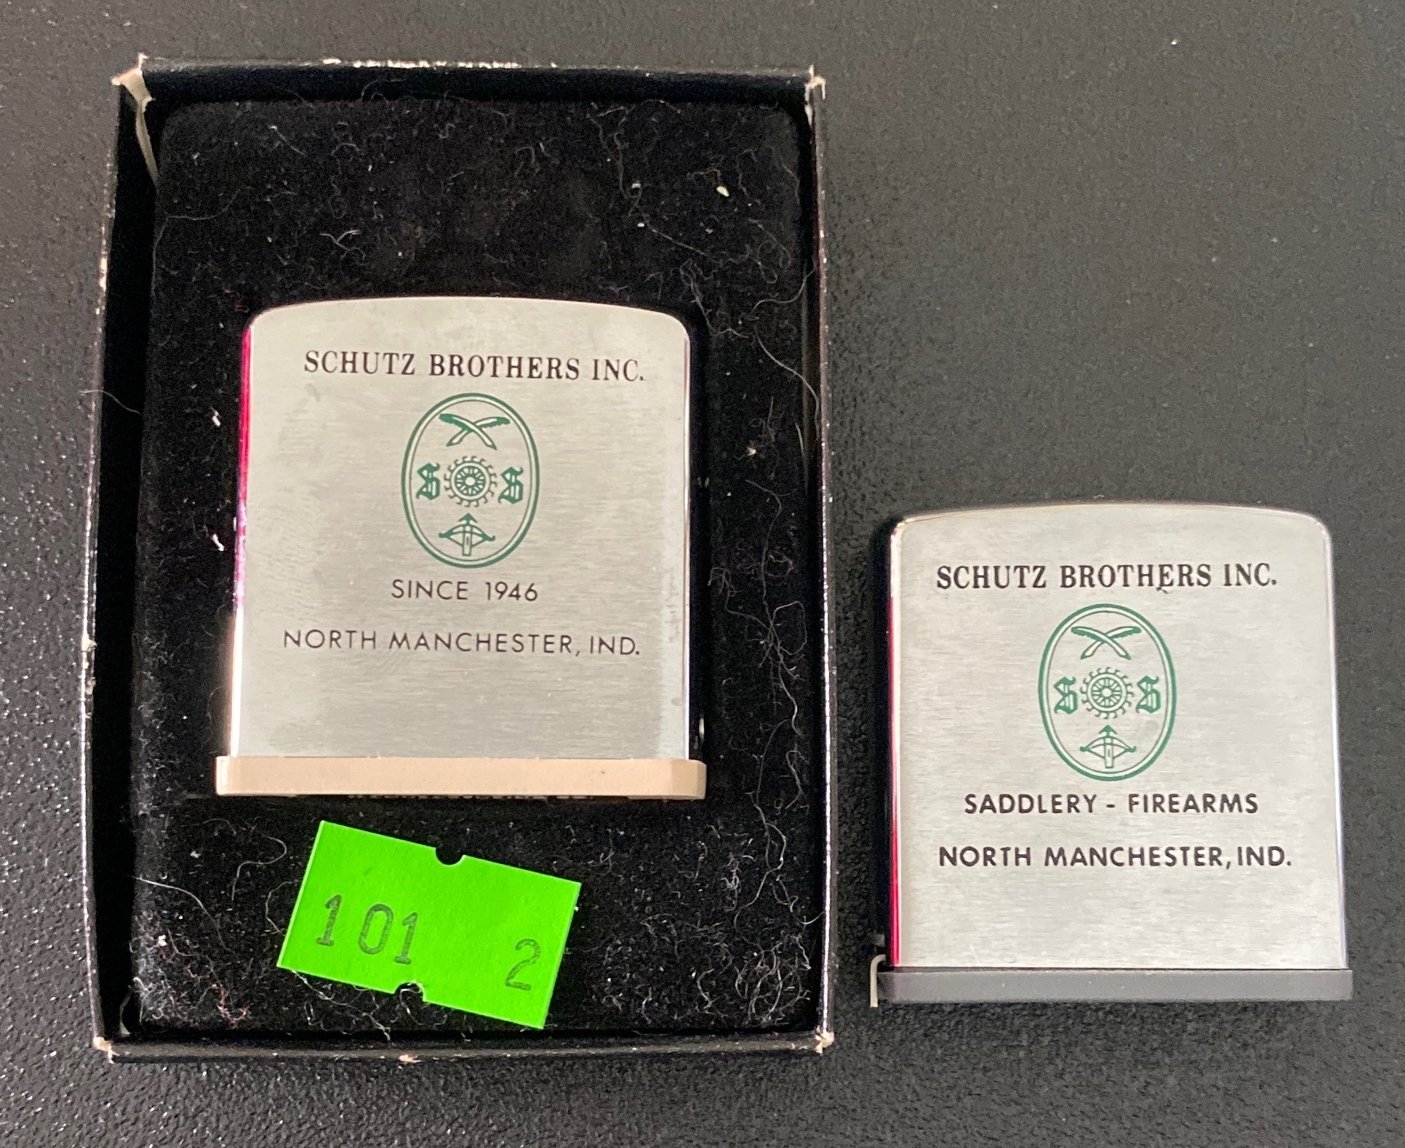 SCHUTZ BROTHERS INC.
S S
SINCE 1946
NORTH MANCHESTER, IND.
101 2
SCHUTZ BROTHERS INC.
S S
SADDLERY - FIREARMS
NORTH MANCHESTER, IND.